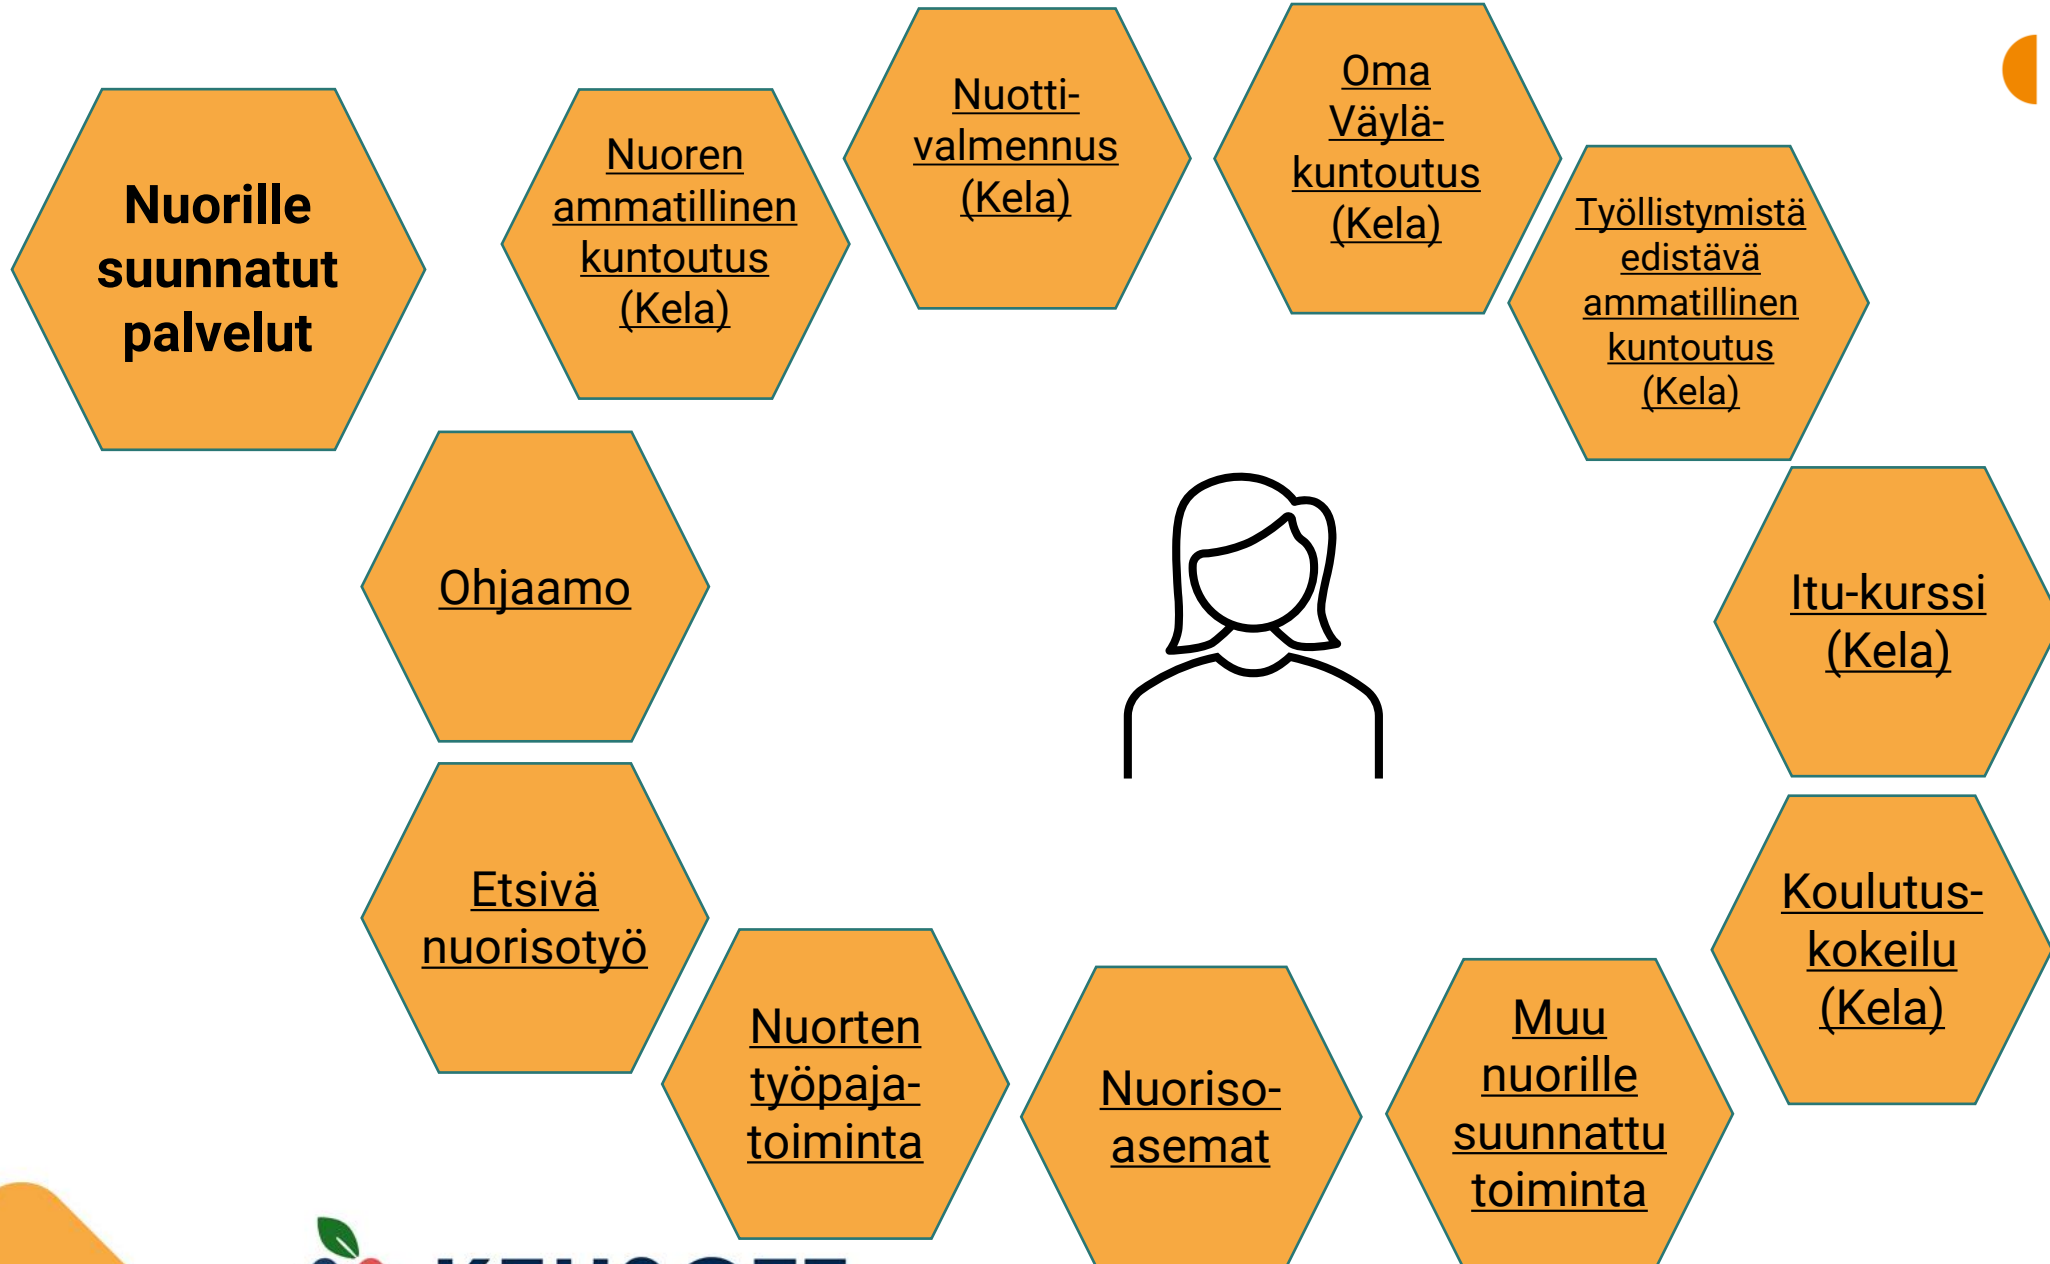 Nuorille
suunnatut
palvelut
Nuoren
ammatillinen
kuntoutus
(Kela)
Nuotti-
valmennus
(Kela)
Oma
Väylä-
kuntoutus
(Kela)
Työllistymistä
edistävä
ammatillinen
kuntoutus
(Kela)
Itu-kurssi
(Kela)
Koulutus-
kokeilu
(Kela)
Muu
nuorille
suunnattu
toiminta
Nuoriso-
asemat
Nuorten
työpaja-
toiminta
Etsivä
nuorisotyö
Ohjaamo